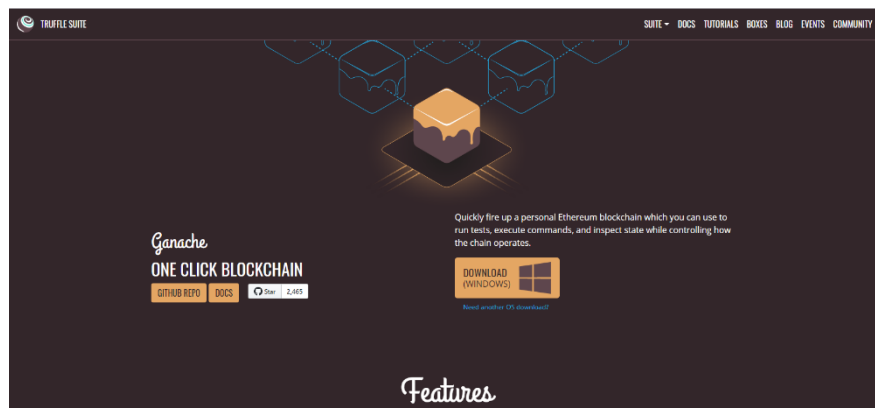 TRUFFLE SUITE
SUITE DOCS TUTORIALS BOXES BLOG EVENTS COMMUNITY
Ganache
ONE CLICK BLOCKCHAIN
GITHUB REPO DOCS Star 2,465
Quickly fire up a personal Ethereum blockchain which you can use to
run tests, execute commands, and inspect state while controlling how
the chain operates.
DOWNLOAD
(WINDOWS)
Need another OS download?
Features